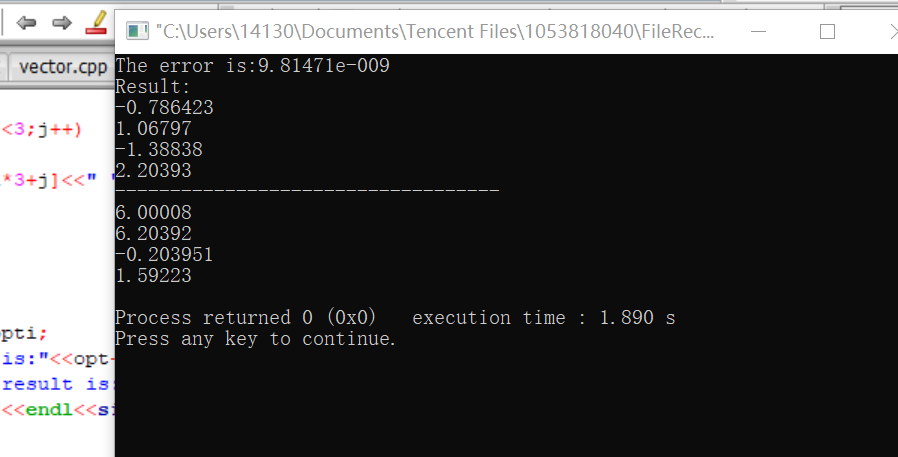 "C:\Users\14130\Documents\Tencent Files\1053818040\FileRec...
vector.cpp
The error is:9.81471e-009
Result:
-0.786423
1.06797
-1.38838
2.20393
-----------------------------------
6.00008
6.20392
-0.203951
1.59223
Process returned 0 (0x0)   execution time : 1.890 s
Press any key to continue.
<3;j++)
*3+j]<<" "
opti;
is:"<<opt-
result is:
<<endl<<si